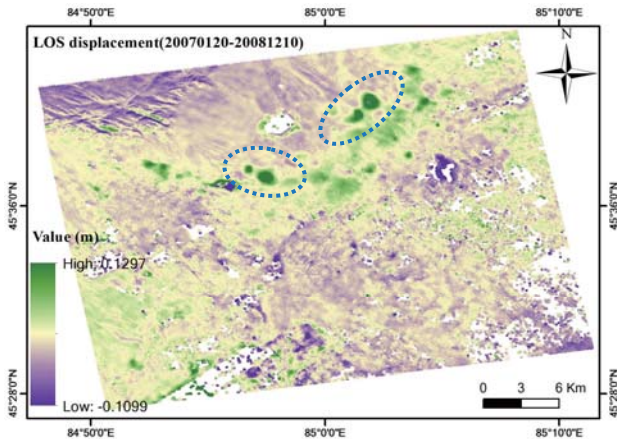 84°50'0"E 85°0'0"E 85°10'0"E
LOS displacement(20070120-20081210)
N
45°36'0"N 45°36'0"N
Value (m)
High: 0.1297
Low: -0.1099
45°28'0"N 45°28'0"N
0 3 6 Km
84°50'0"E 85°0'0"E 85°10'0"E